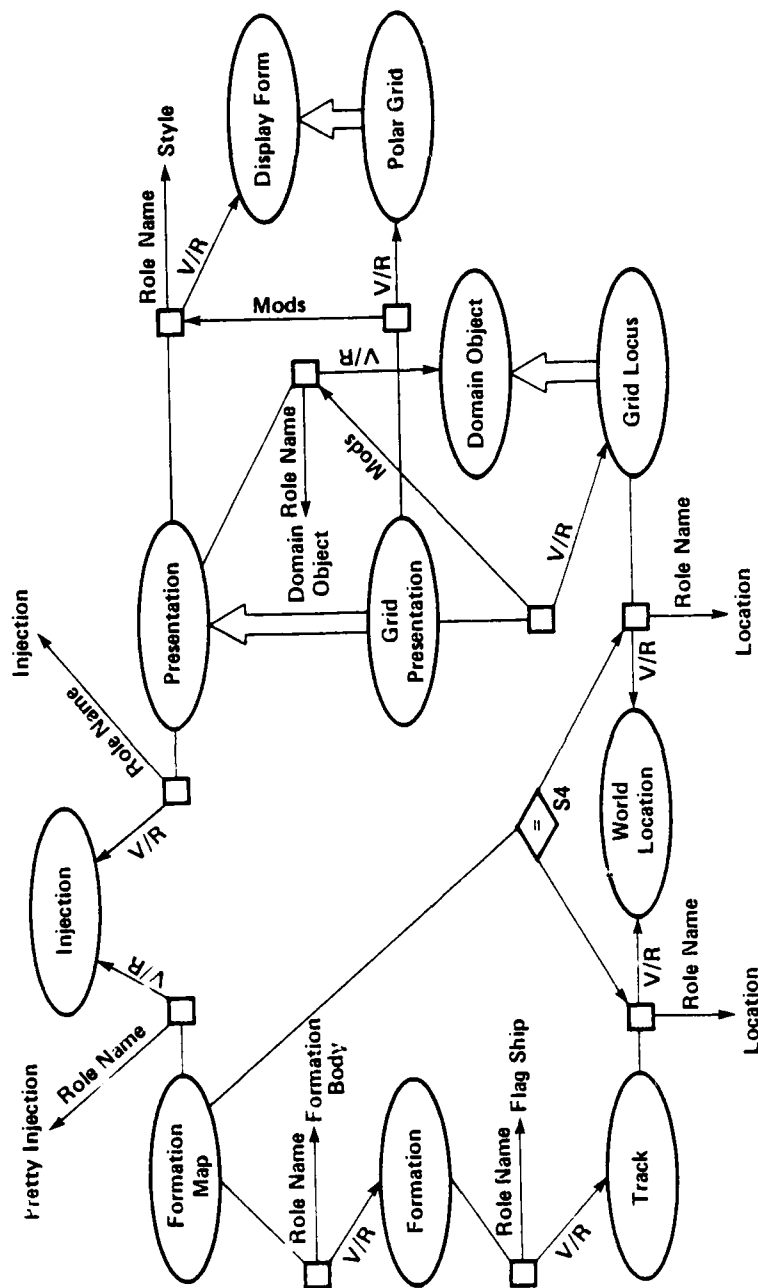 Pretty Injection
Injection
Role Name
Injection
Role Name
V/R
V/R
Formation
Map
Presentation
Role Name
Style
V/R
Display Form
Mods
Role Name
Formation
Body
V/R
Domain
Object
Role Name
V/R
Mods
Formation
Grid
Presentation
V/R
Polar Grid
Role Name
Flag Ship
V/R
=
S4
V/R
Domain Object
Track
V/R
World
Location
V/R
Grid Locus
Role Name
Role Name
Location
Location